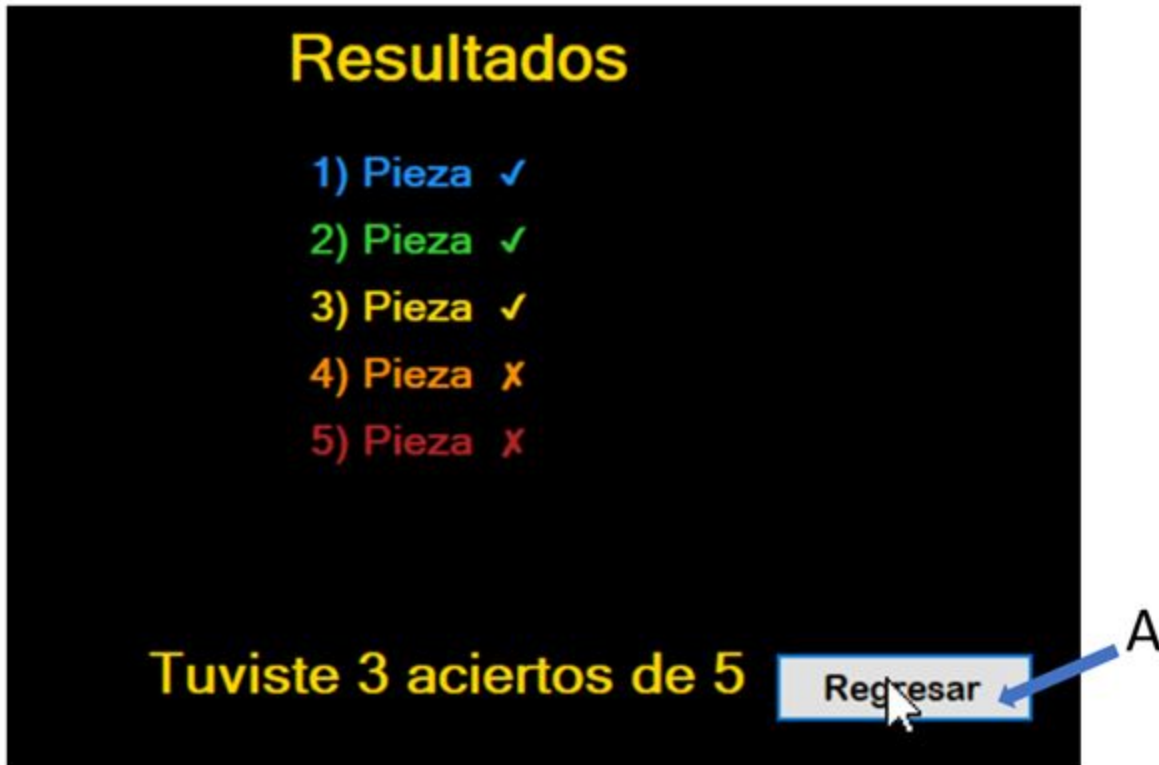 Resultados
1) Pieza ✓
2) Pieza ✓
3) Pieza ✓
4) Pieza ✗
5) Pieza ✗
Tuviste 3 aciertos de 5
Regresar
A